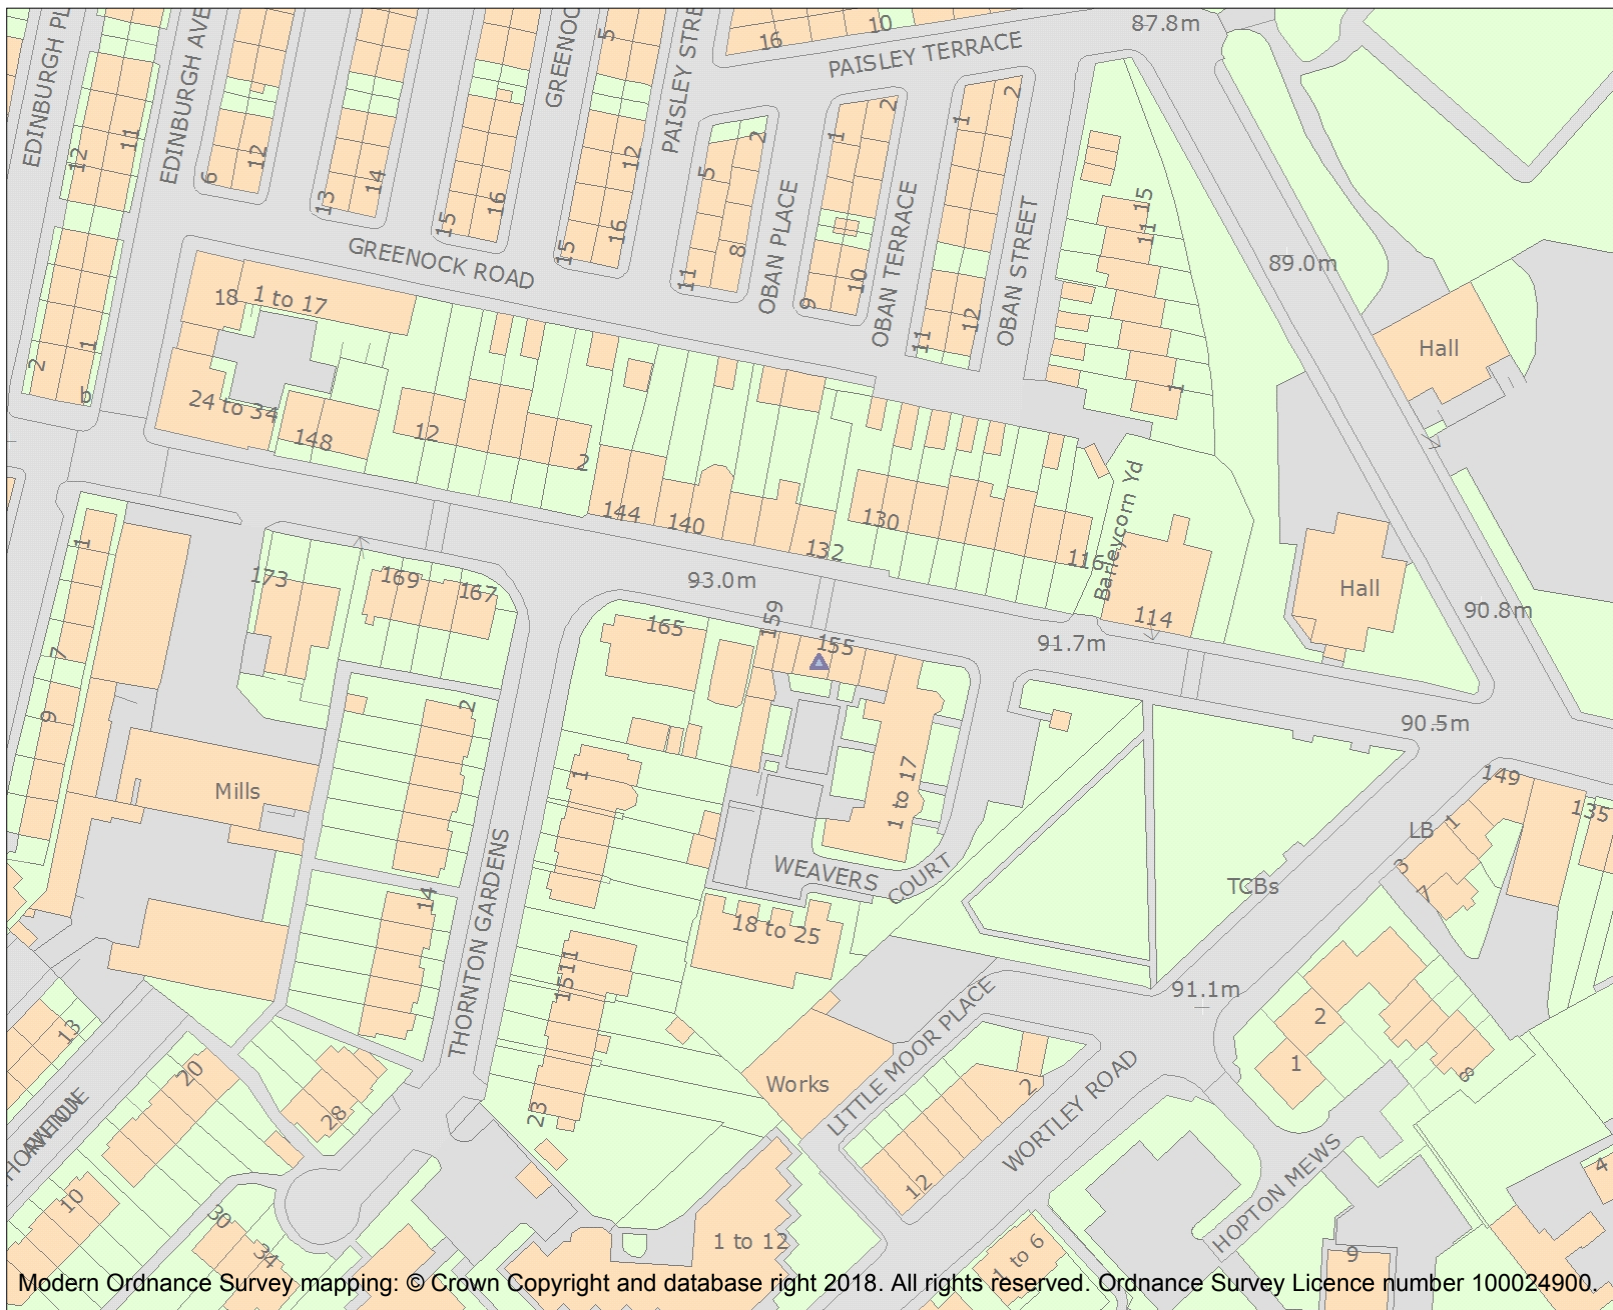 EDINBURGH PL
EDINBURGH AVE
GREENOC
PAISLEY STRE
PAISLEY TERRACE
87.8m
16
10
5
12
11
6
12
13
14
15
16
15
12
16
5
2
11
8
1
2
9
10
1
2
11
12
15
11
1
OBAN PLACE
OBAN TERRACE
OBAN STREET
GREENOCK ROAD
89.0m
Hall
2
1
b
18
1 to 17
24 to 34
148
12
2
144
140
132
130
116
Barleycorn Yd
114
Hall
90.8m
93.0m
91.7m
90.5m
1
7
9
173
169
167
165
159
155
2
14
Mills
1
1 to 17
WEAVERS
COURT
18 to 25
THORNTON GARDENS
1511
23
TCBs
LB
149
135
1
3
7
91.1m
LITTLE MOOR PLACE
WORTLEY ROAD
Works
2
12
2
1
8
HOPTON MEWS
4
9
13
20
28
10
30
34
1 to 12
1 to 6
Modern Ordnance Survey mapping: © Crown Copyright and database right 2018. All rights reserved. Ordnance Survey Licence number 100024900.